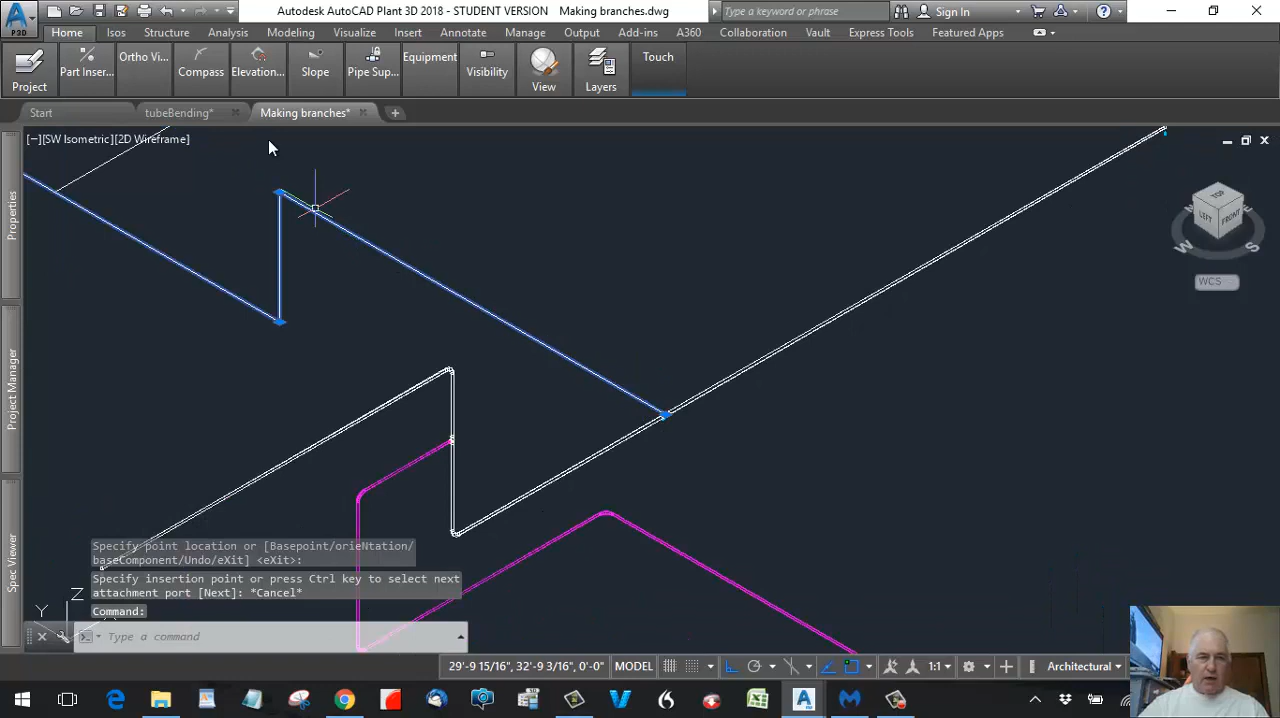 Autodesk AutoCAD Plant 3D 2018 - STUDENT VERSION Making branches.dwg
Type a keyword or phrase
Sign In
P3D
Home Isos Structure Analysis Modeling Visualize Insert Annotate Manage Output Add-ins A360 Collaboration Vault Express Tools Featured Apps
Project
Part Inser...
Ortho Vi...
Compass
Elevation...
Slope
Pipe Sup...
Equipment
Visibility
View
Layers
Touch
Start tubeBending* Making branches*
[−][SW Isometric][2D Wireframe]
Properties
Project Manager
Spec Viewer
TOP
LEFT
FRONT
W
S
WCS
Specify point location or [Basepoint/orieNtation/
baseComponent/Undo/eXit] <eXit>:
Specify insertion point or press Ctrl key to select next
attachment port [Next]: *Cancel*
Command:
Z
Y
Type a command
29'-9 15/16", 32'-9 3/16", 0'-0" MODEL 1:1 Architectural